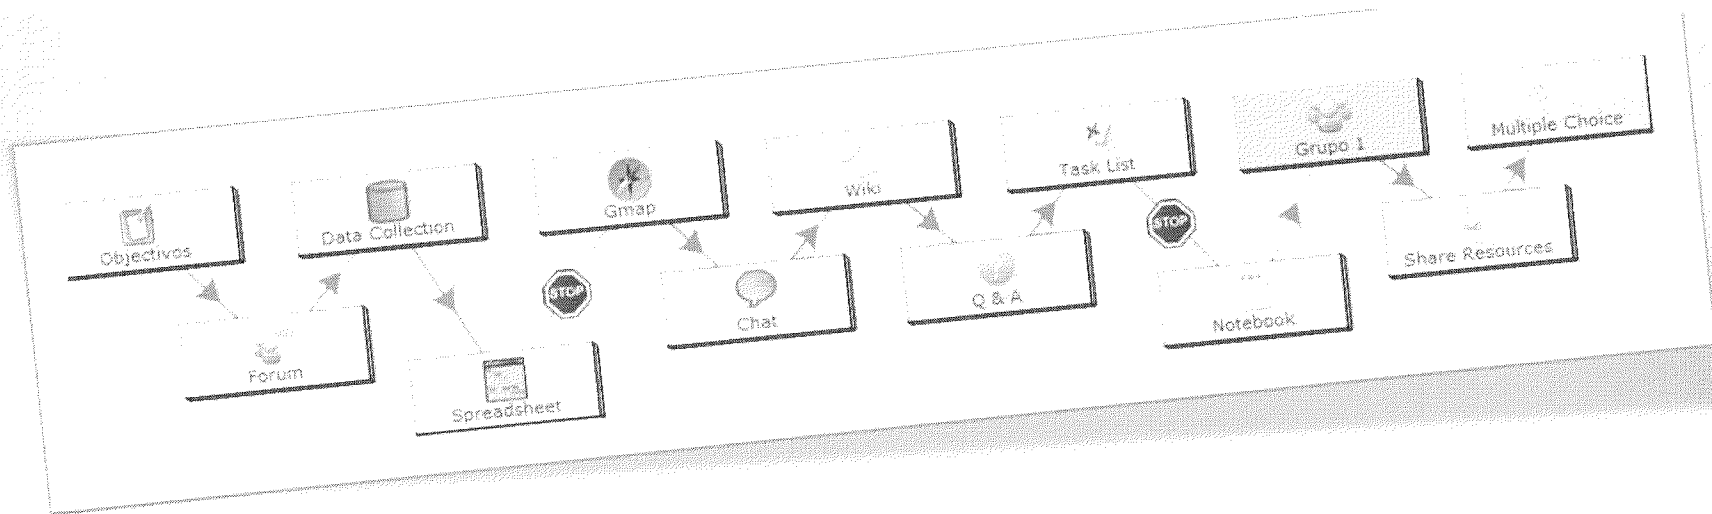 Objectivos
Forum
Data Collection
Spreadsheet
STOP
Gmap
Chat
Wiki
Q & A
Task List
STOP
Notebook
Grupo 1
Share Resources
Multiple Choice